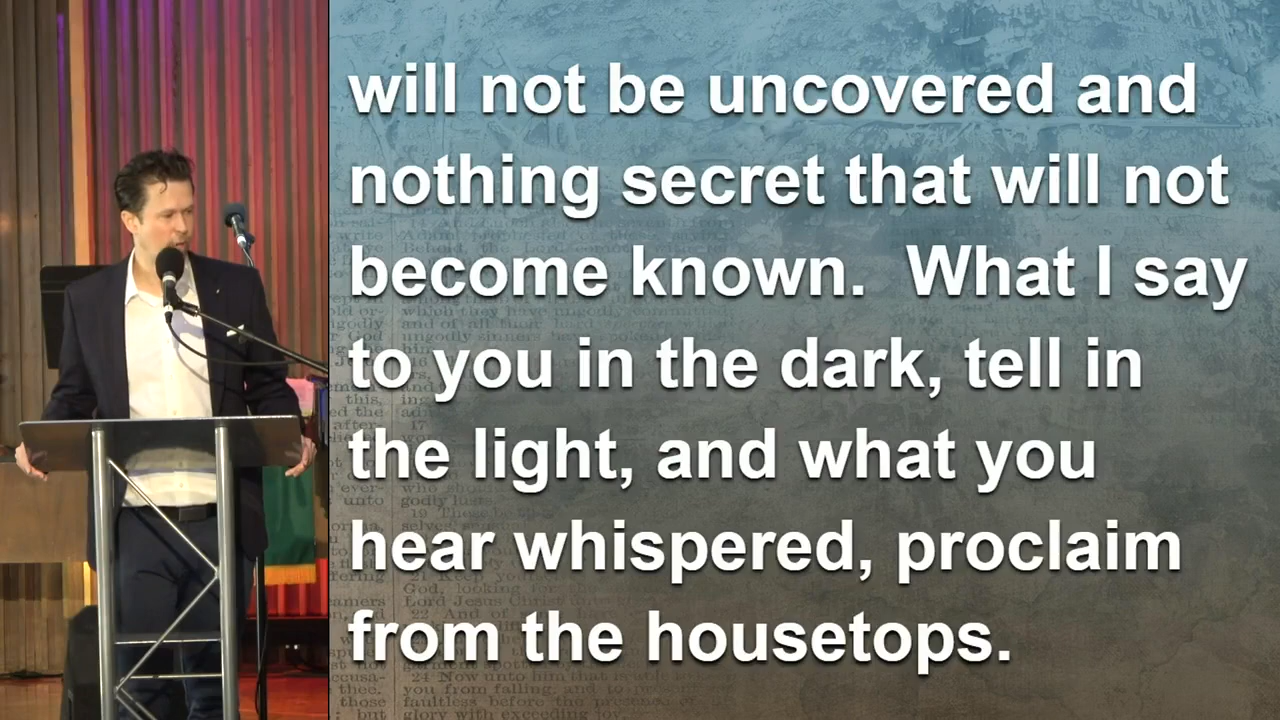 will not be uncovered and
nothing secret that will not
become known.  What I say
to you in the dark, tell in
the light, and what you
hear whispered, proclaim
from the housetops.